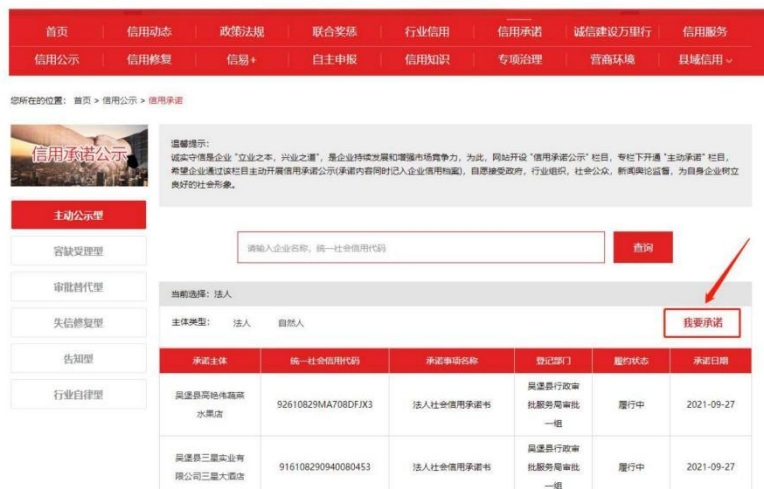 首页 信用动态 政策法规 联合奖惩 行业信用 信用承诺 诚信建设万里行 信用服务
信用公示 信用修复 信易+ 自主申报 信用知识 专项治理 营商环境 县域信用
您所在的位置： 首页 > 信用公示 > 信用承诺
信用承诺公示
温馨提示：
诚实守信是企业“立业之本，兴业之道”，是企业持续发展和增强市场竞争力，为此，网站开设“信用承诺公示”栏目，专栏下开通“主动承诺”栏目，
希望企业通过该栏目主动开展信用承诺公示(承诺内容同时记入企业信用档案)，自愿接受政府，行业组织，社会公众，新闻舆论监督，为自身企业树立
良好的社会形象。
主动公示型
容缺受理型
审批替代型
失信修复型
告知型
行业自律型
请输入企业名称，统一社会信用代码
查询
当前选择：法人
主体类型： 法人 自然人
我要承诺
承诺主体 统一社会信用代码 承诺事项名称 登记部门 履约状态 承诺日期
吴堡县高艳伟蔬菜
水果店
92610829MA708DFJX3
法人社会信用承诺书
吴堡县行政审
批服务局审批
一组
履行中
2021-09-27
吴堡县三星实业有
限公司三星大酒店
916108290940080453
法人社会信用承诺书
吴堡县行政审
批服务局审批
一组
履行中
2021-09-27